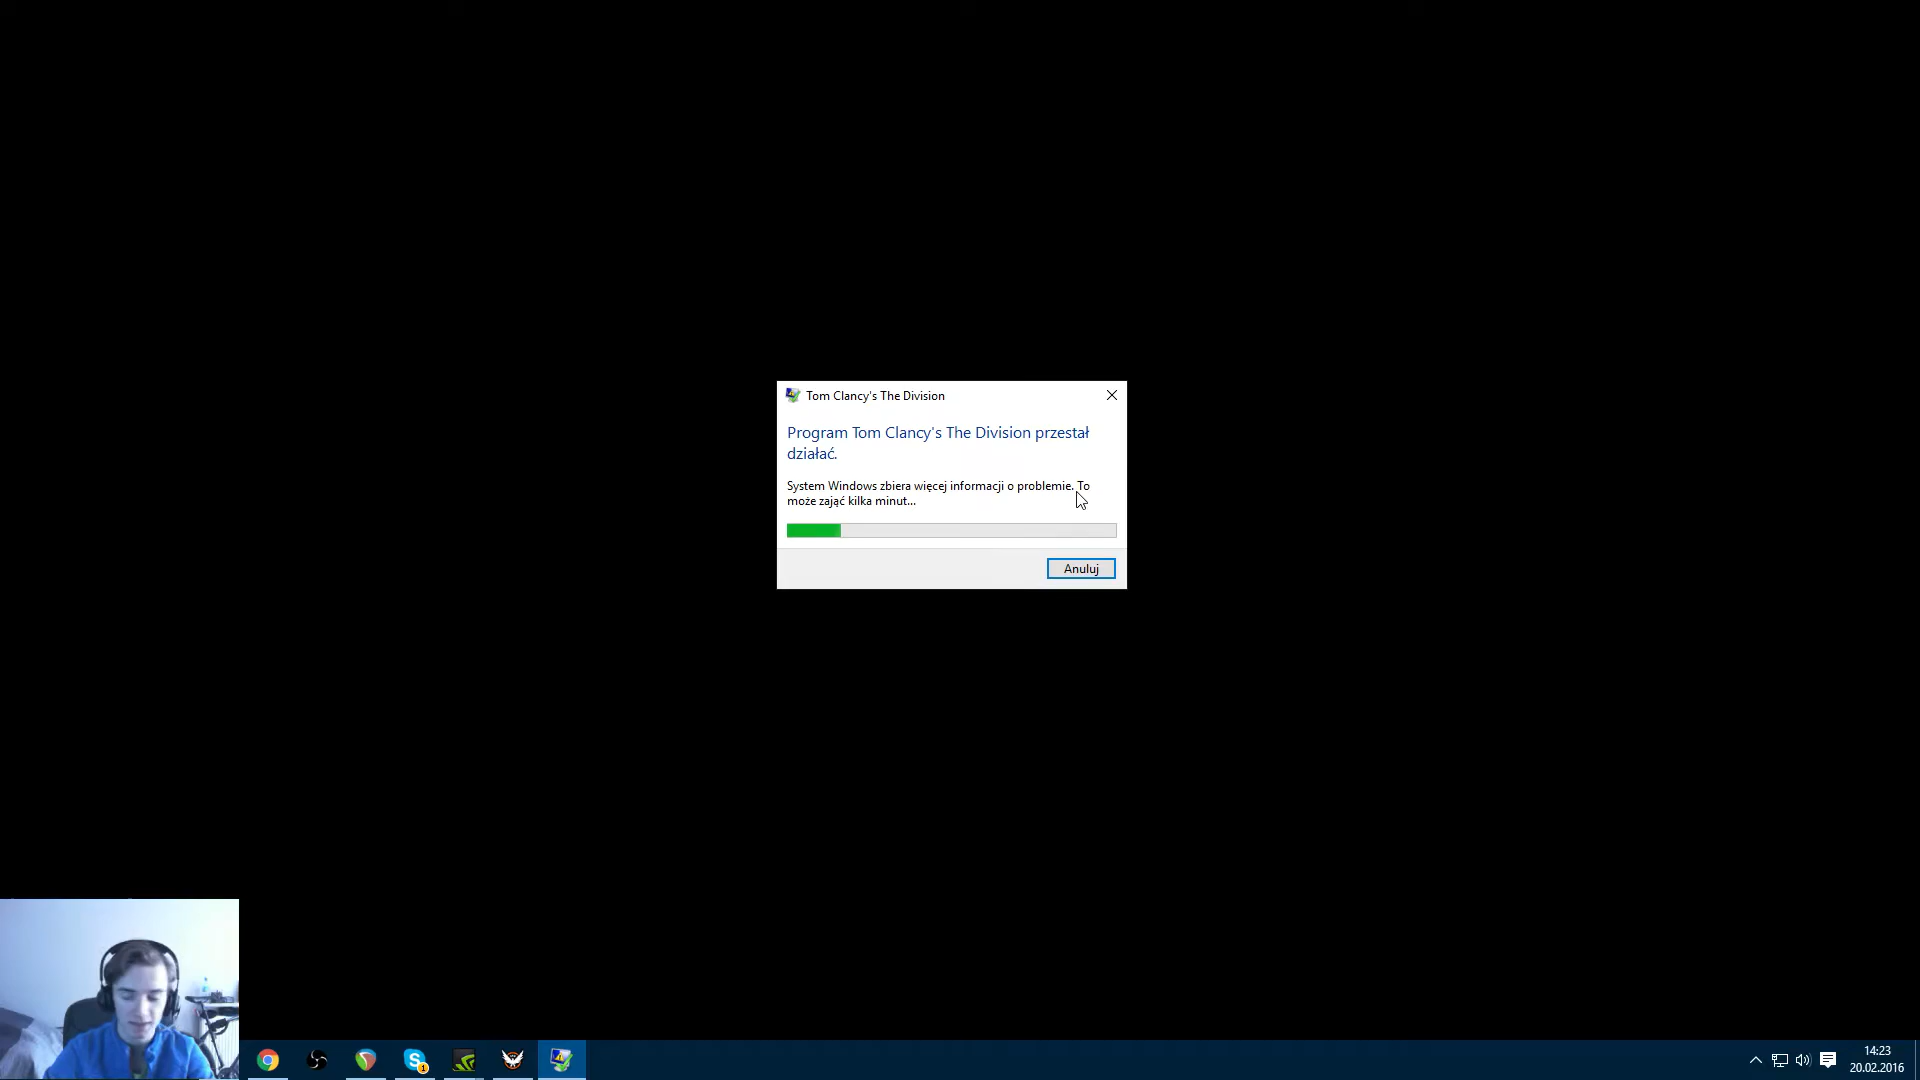 Tom Clancy's The Division
Program Tom Clancy's The Division przestał
działać.
System Windows zbiera więcej informacji o problemie. To
może zająć kilka minut...
Anuluj
S
1
14:23
20.02.2016